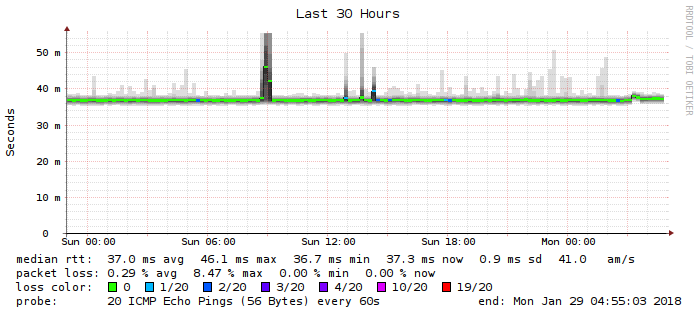 Last 30 Hours
RRDTOOL / TOBI OETIKER
Seconds
50 m
40 m
30 m
20 m
10 m
0
Sun 00:00 Sun 06:00 Sun 12:00 Sun 18:00 Mon 00:00
median rtt: 37.0 ms avg 46.1 ms max 36.7 ms min 37.3 ms now 0.9 ms sd 41.0 am/s
packet loss: 0.29 % avg 8.47 % max 0.00 % min 0.00 % now
loss color: 0 1/20 2/20 3/20 4/20 10/20 19/20
probe: 20 ICMP Echo Pings (56 Bytes) every 60s end: Mon Jan 29 04:55:03 2018